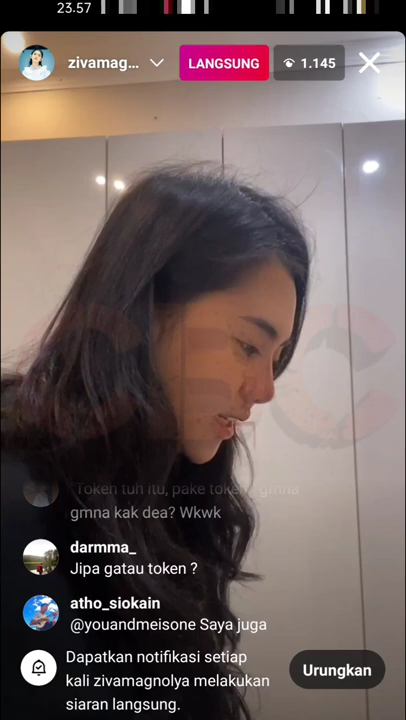 23.57
zivamag...
LANGSUNG
1.145
"Token tuh itu, pake token, gmna
gmna kak dea? Wkwk
darmma_
Jipa gatau token ?
atho_siokain
@youandmeisone Saya juga
Dapatkan notifikasi setiap
kali zivamagnolya melakukan
siaran langsung.
Urungkan